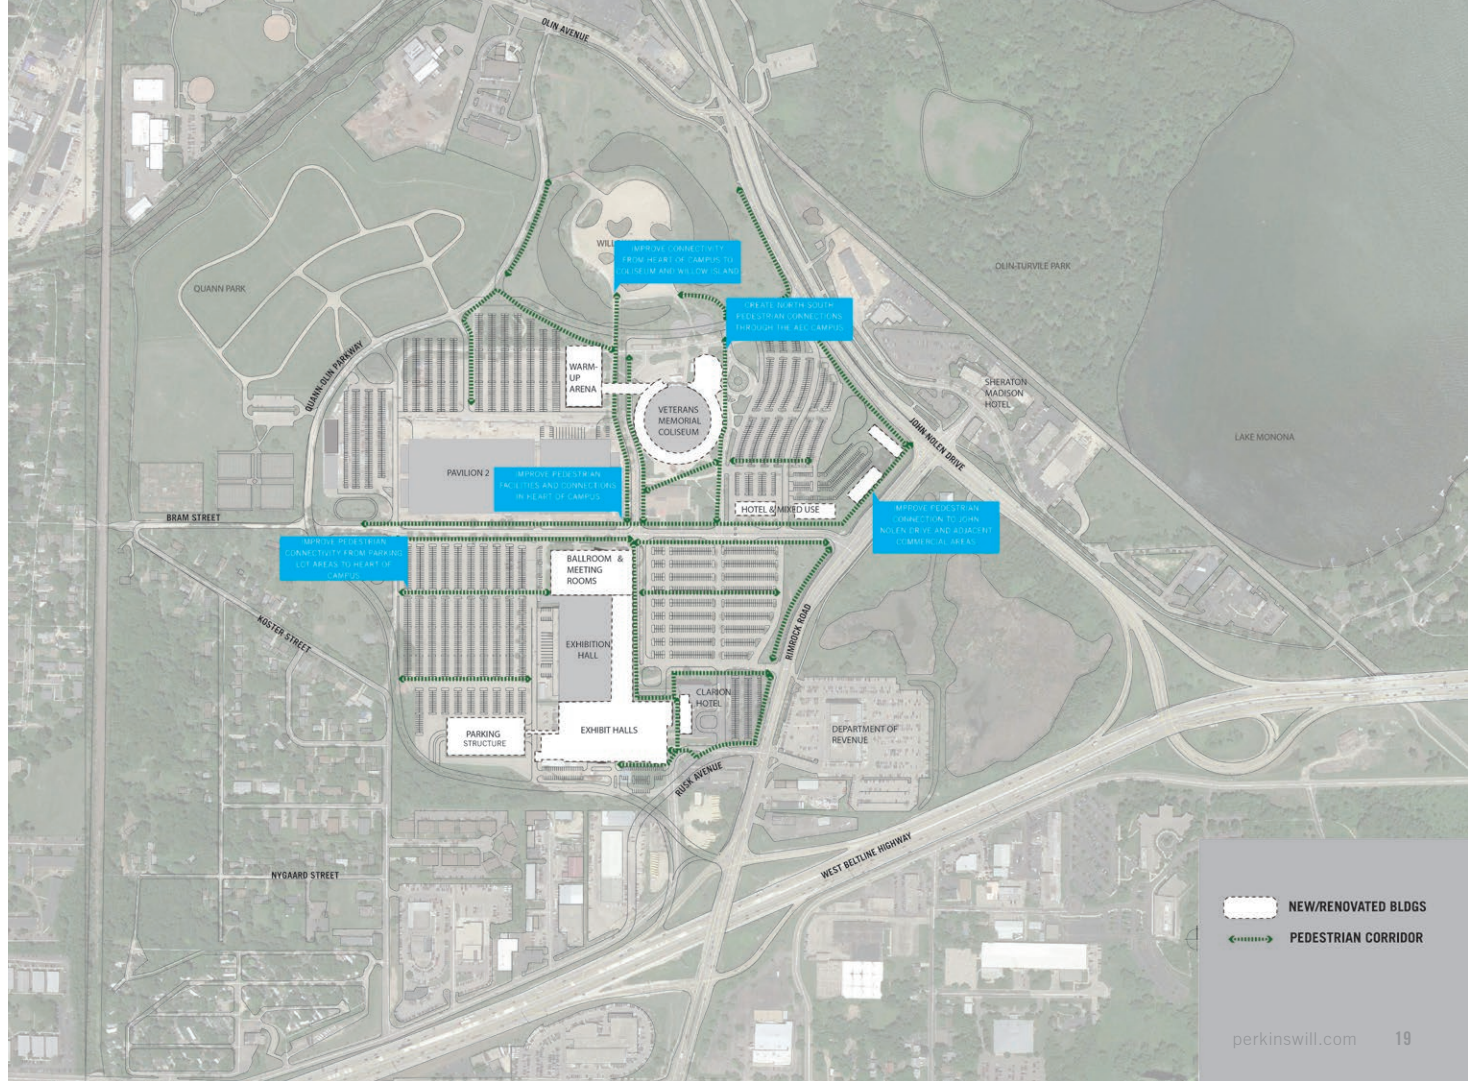 OLIN AVENUE
QUANN PARK
QUANN-OLIN PARKWAY
WILL
IMPROVE CONNECTIVITY
FROM HEART OF CAMPUS TO
COLISEUM AND WILLOW ISLAND
CREATE NORTH-SOUTH
PEDESTRIAN CONNECTIONS
THROUGH THE AEC CAMPUS
OLIN-TURVILE PARK
WARM-
UP
ARENA
VETERANS
MEMORIAL
COLISEUM
SHERATON
MADISON
HOTEL
JOHN NOLEN DRIVE
LAKE MONONA
PAVILION 2
IMPROVE PEDESTRIAN
FACILITIES AND CONNECTIONS
IN HEART OF CAMPUS
HOTEL & MIXED USE
IMPROVE PEDESTRIAN
CONNECTION TO JOHN
NOLEN DRIVE AND ADJACENT
COMMERCIAL AREAS
BRAM STREET
IMPROVE PEDESTRIAN
CONNECTIVITY FROM PARKING
LOT AREAS TO HEART OF
CAMPUS
BALLROOM &
MEETING
ROOMS
KOSTER STREET
EXHIBITION
HALL
RIMROCK ROAD
CLARION
HOTEL
PARKING
STRUCTURE
EXHIBIT HALLS
DEPARTMENT OF
REVENUE
RUSK AVENUE
WEST BELTLINE HIGHWAY
NYGAARD STREET
NEW/RENOVATED BLDGS
PEDESTRIAN CORRIDOR
perkinswill.com 19